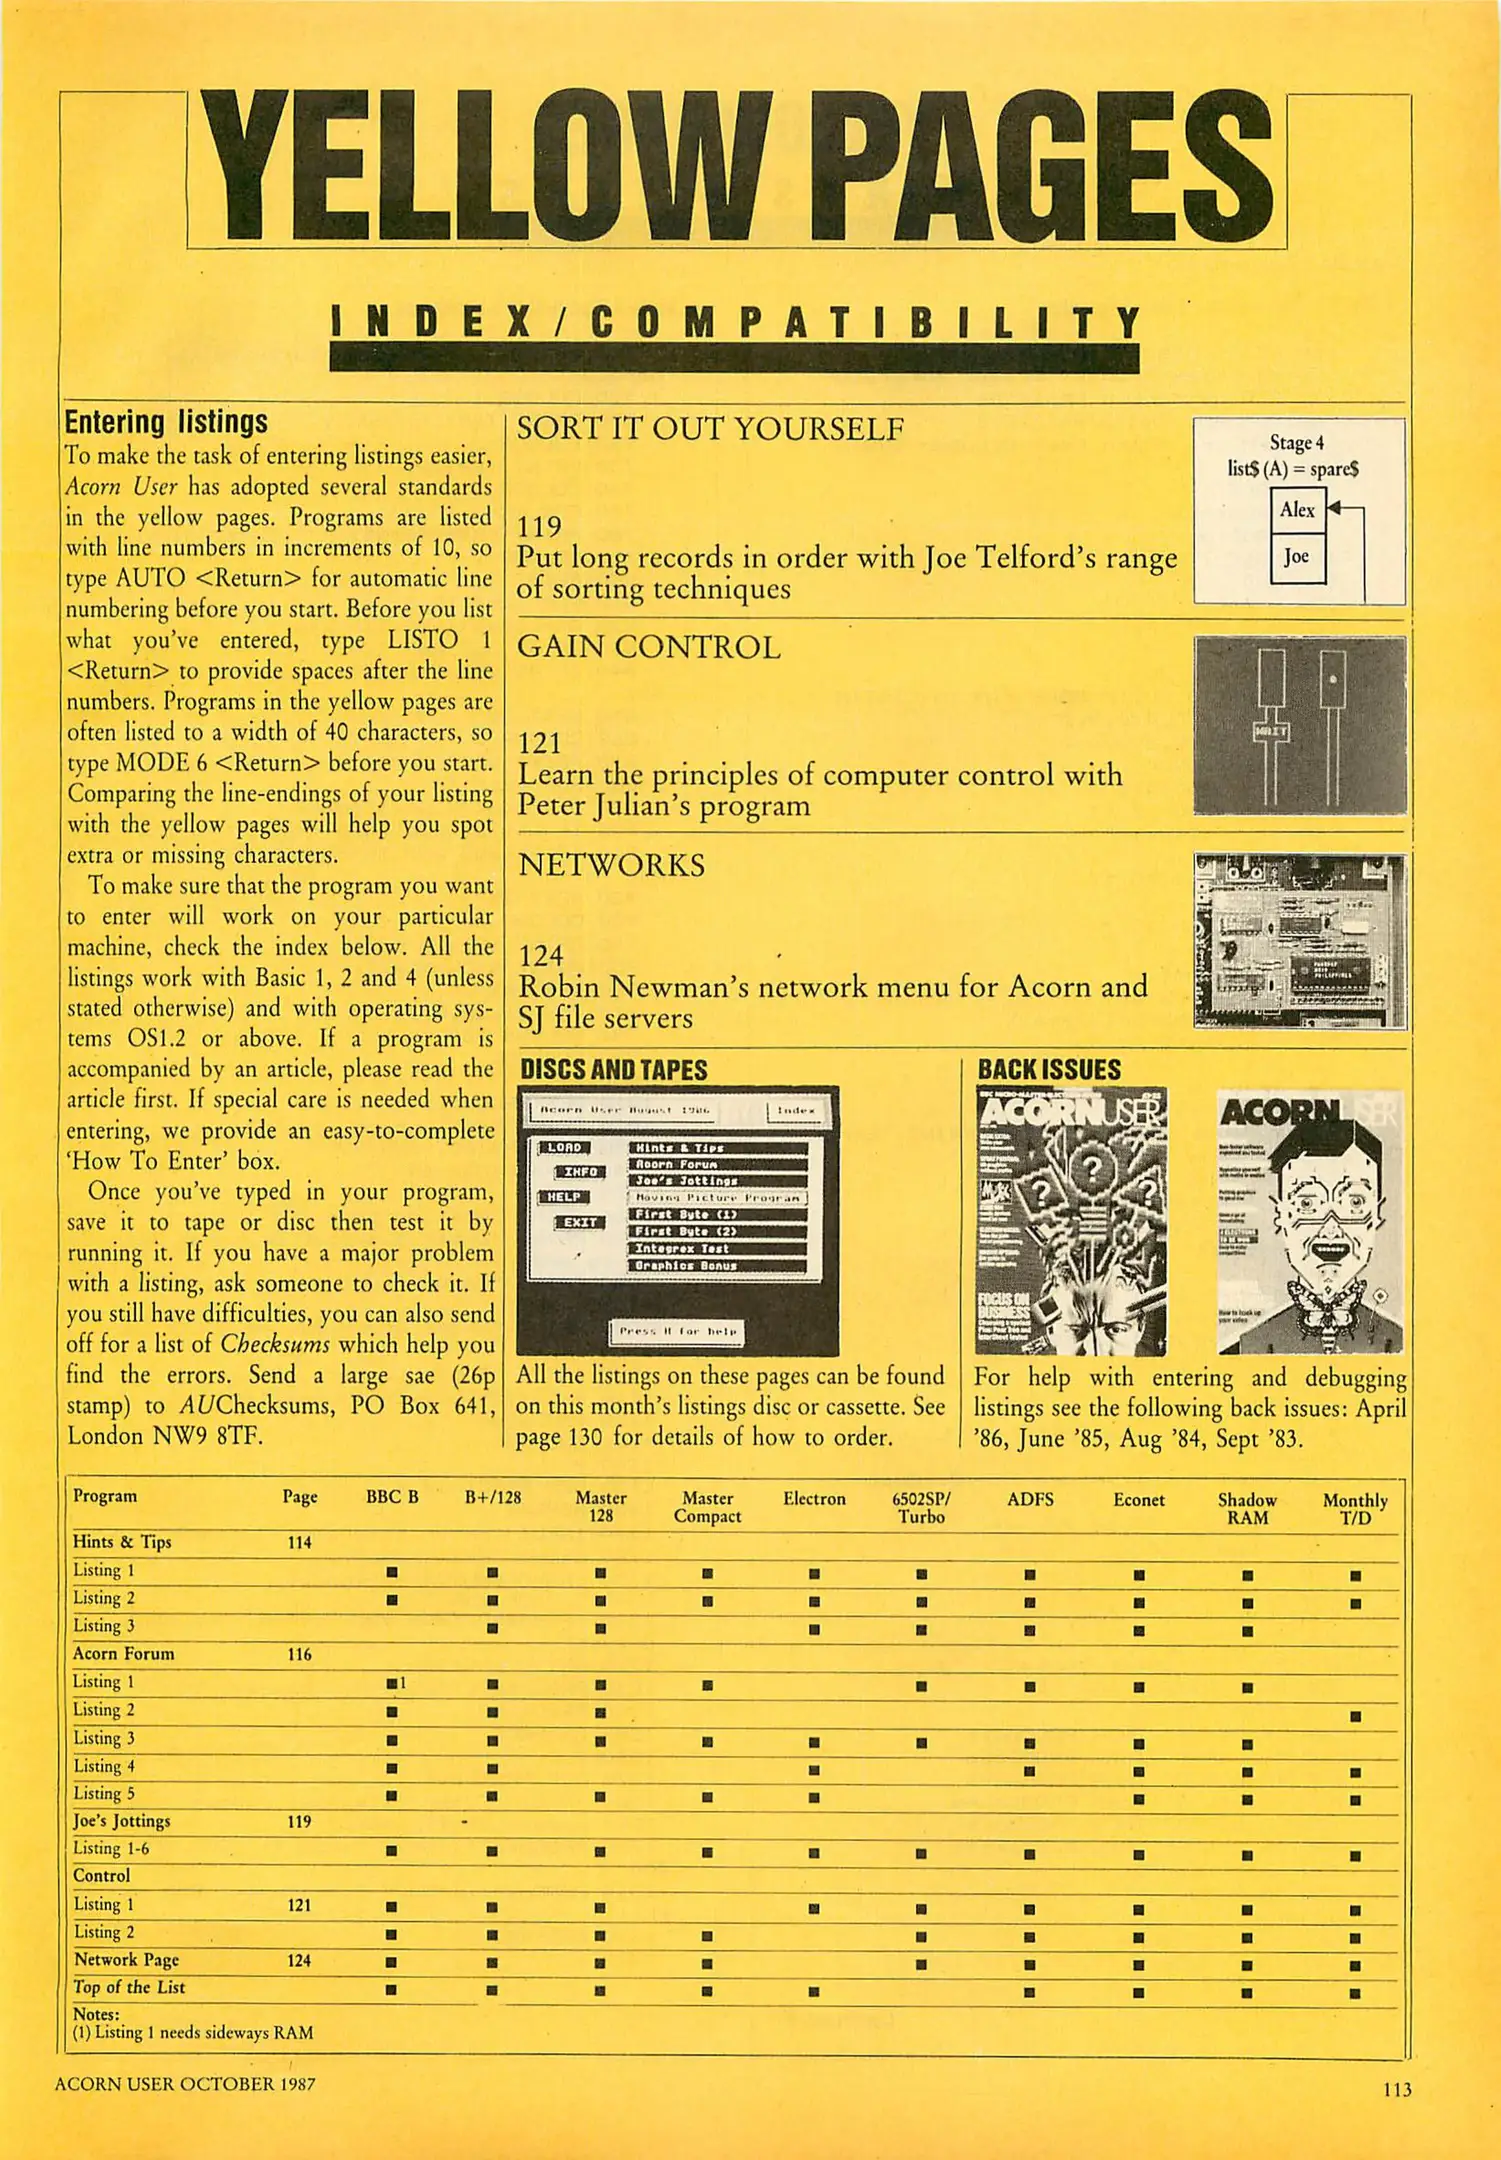 YELLOW PAGES
INDEX/COMPATIBILITY
Entering listings
To make the task of entering listings easier,
Acorn User has adopted several standards
in the yellow pages. Programs are listed
with line numbers in increments of 10, so
type AUTO <Return> for automatic line
numbering before you start. Before you list
what you've entered, type LISTO 1
<Return> to provide spaces after the line
numbers. Programs in the yellow pages are
often listed to a width of 40 characters, so
type MODE 6 <Return> before you start.
Comparing the line-endings of your listing
with the yellow pages will help you spot
extra or missing characters.
To make sure that the program you want
to enter will work on your particular
machine, check the index below. All the
listings work with Basic 1, 2 and 4 (unless
stated otherwise) and with operating sys-
tems OS1.2 or above. If a program is
accompanied by an article, please read the
article first. If special care is needed when
entering, we provide an easy-to-complete
'How To Enter' box.
Once you've typed in your program,
save it to tape or disc then test it by
running it. If you have a major problem
with a listing, ask someone to check it. If
you still have difficulties, you can also send
off for a list of Checksums which help you
find the errors. Send a large sae (26p
stamp) to AUChecksums, PO Box 641,
London NW9 8TF.
SORT IT OUT YOURSELF
119
Put long records in order with Joe Telford's range
of sorting techniques
Stage 4
list$ (A) = spare$
Alex
Joe
GAIN CONTROL
121
Learn the principles of computer control with
Peter Julian's program
WAIT
NETWORKS
124
Robin Newman's network menu for Acorn and
SJ file servers
DISCS AND TAPES
Acorn User August 1986
Index
LOAD
INFO
HELP
EXIT
Hints & Tips
Acorn Forum
Joe's Jottings
Moving Picture Program
First Byte (1)
First Byte (2)
Integrex Test
Graphics Bonus
Press H for help
All the listings on these pages can be found
on this month's listings disc or cassette. See
page 130 for details of how to order.
BACK ISSUES
ACORN USER
FOCUS ON
BUSINESS
ACORN USER
For help with entering and debugging
listings see the following back issues: April
'86, June '85, Aug '84, Sept '83.
Program Page BBC B B+/128 Master 128 Master Compact Electron 6502SP/ Turbo ADFS Econet Shadow RAM Monthly T/D
Hints & Tips 114
Listing 1 ■ ■ ■ ■ ■ ■ ■ ■ ■ ■
Listing 2 ■ ■ ■ ■ ■ ■ ■ ■ ■ ■
Listing 3 ■ ■ ■ ■ ■ ■ ■
Acorn Forum 116
Listing 1 ■1 ■ ■ ■ ■ ■ ■ ■
Listing 2 ■ ■ ■ ■
Listing 3 ■ ■ ■ ■ ■ ■ ■ ■ ■
Listing 4 ■ ■ ■ ■ ■ ■ ■
Listing 5 ■ ■ ■ ■ ■ ■ ■ ■
Joe's Jottings 119
Listing 1-6 ■ ■ ■ ■ ■ ■ ■ ■ ■ ■
Control
Listing 1 121 ■ ■ ■ ■ ■ ■ ■ ■ ■
Listing 2 ■ ■ ■ ■ ■ ■ ■ ■ ■
Network Page 124 ■ ■ ■ ■ ■ ■ ■ ■ ■
Top of the List ■ ■ ■ ■ ■ ■ ■ ■ ■
Notes:
(1) Listing 1 needs sideways RAM
ACORN USER OCTOBER 1987
113